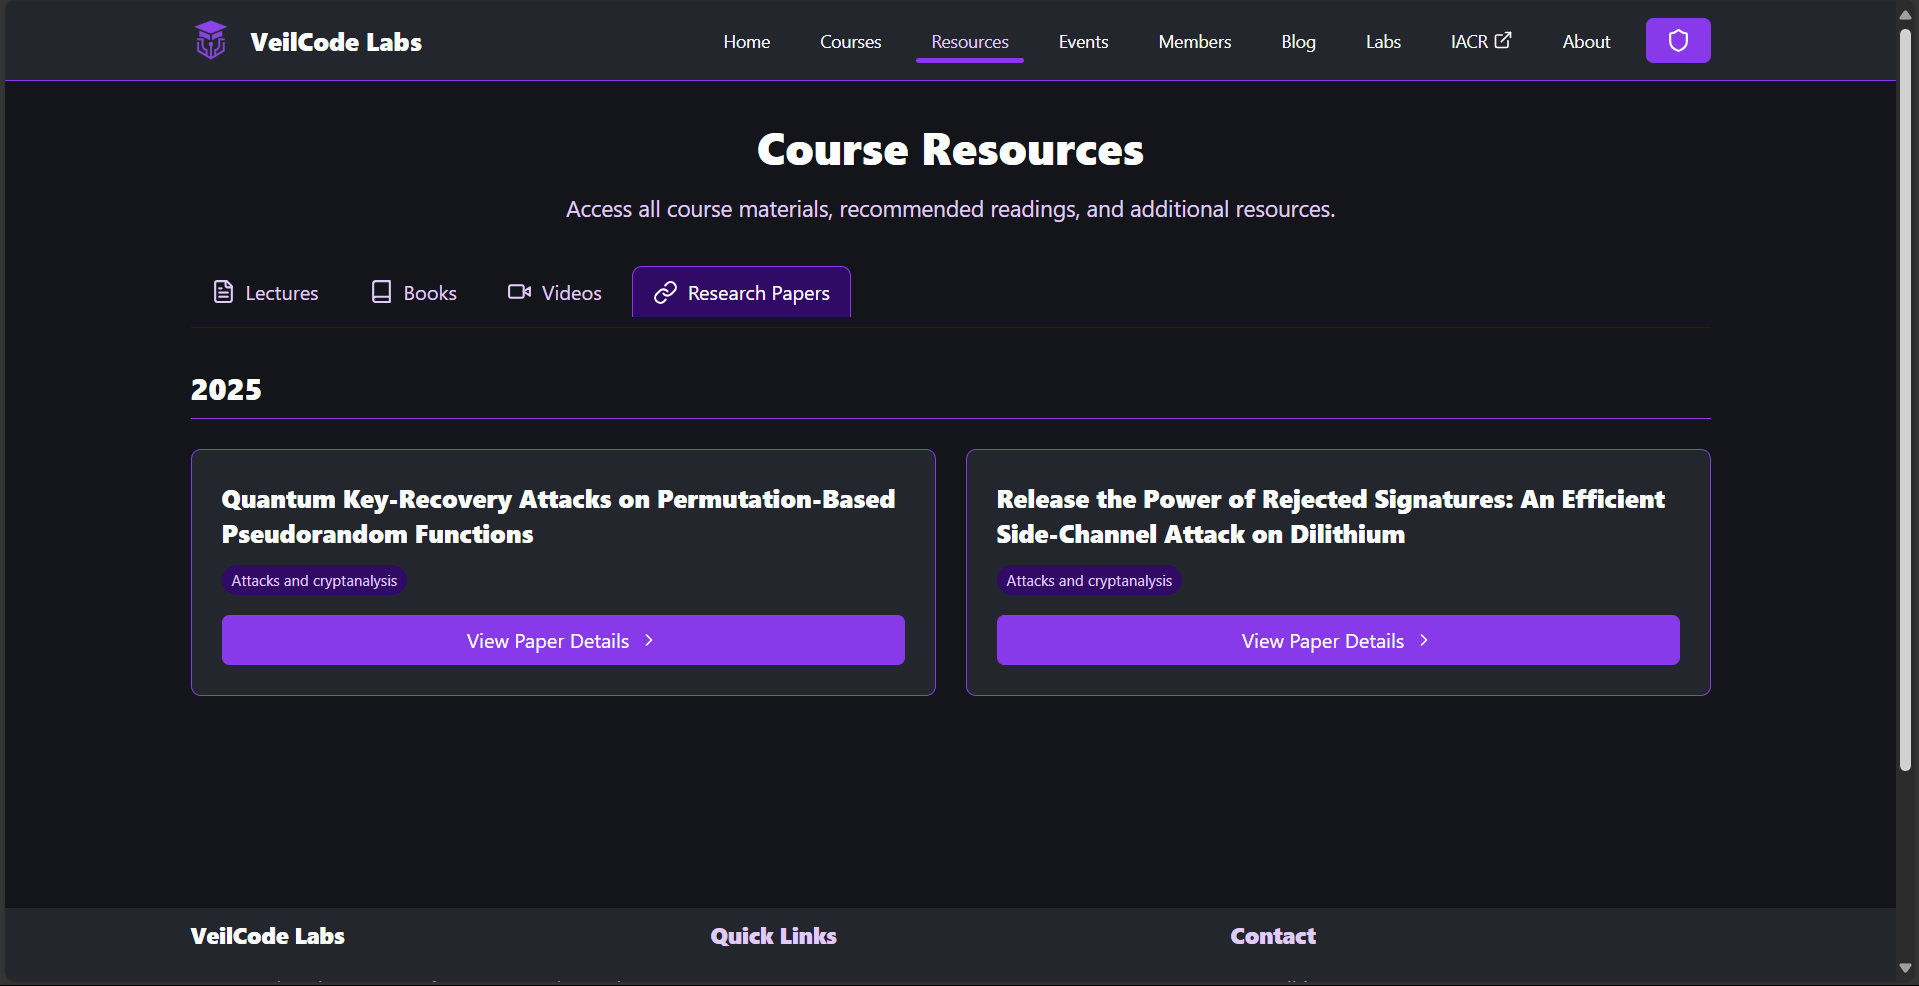 VeilCode Labs
Home Courses Resources Events Members Blog Labs IACR About
Course Resources
Access all course materials, recommended readings, and additional resources.
Lectures Books Videos Research Papers
2025
Quantum Key-Recovery Attacks on Permutation-Based
Pseudorandom Functions
Attacks and cryptanalysis
View Paper Details
Release the Power of Rejected Signatures: An Efficient
Side-Channel Attack on Dilithium
Attacks and cryptanalysis
View Paper Details
VeilCode Labs
Quick Links
Contact